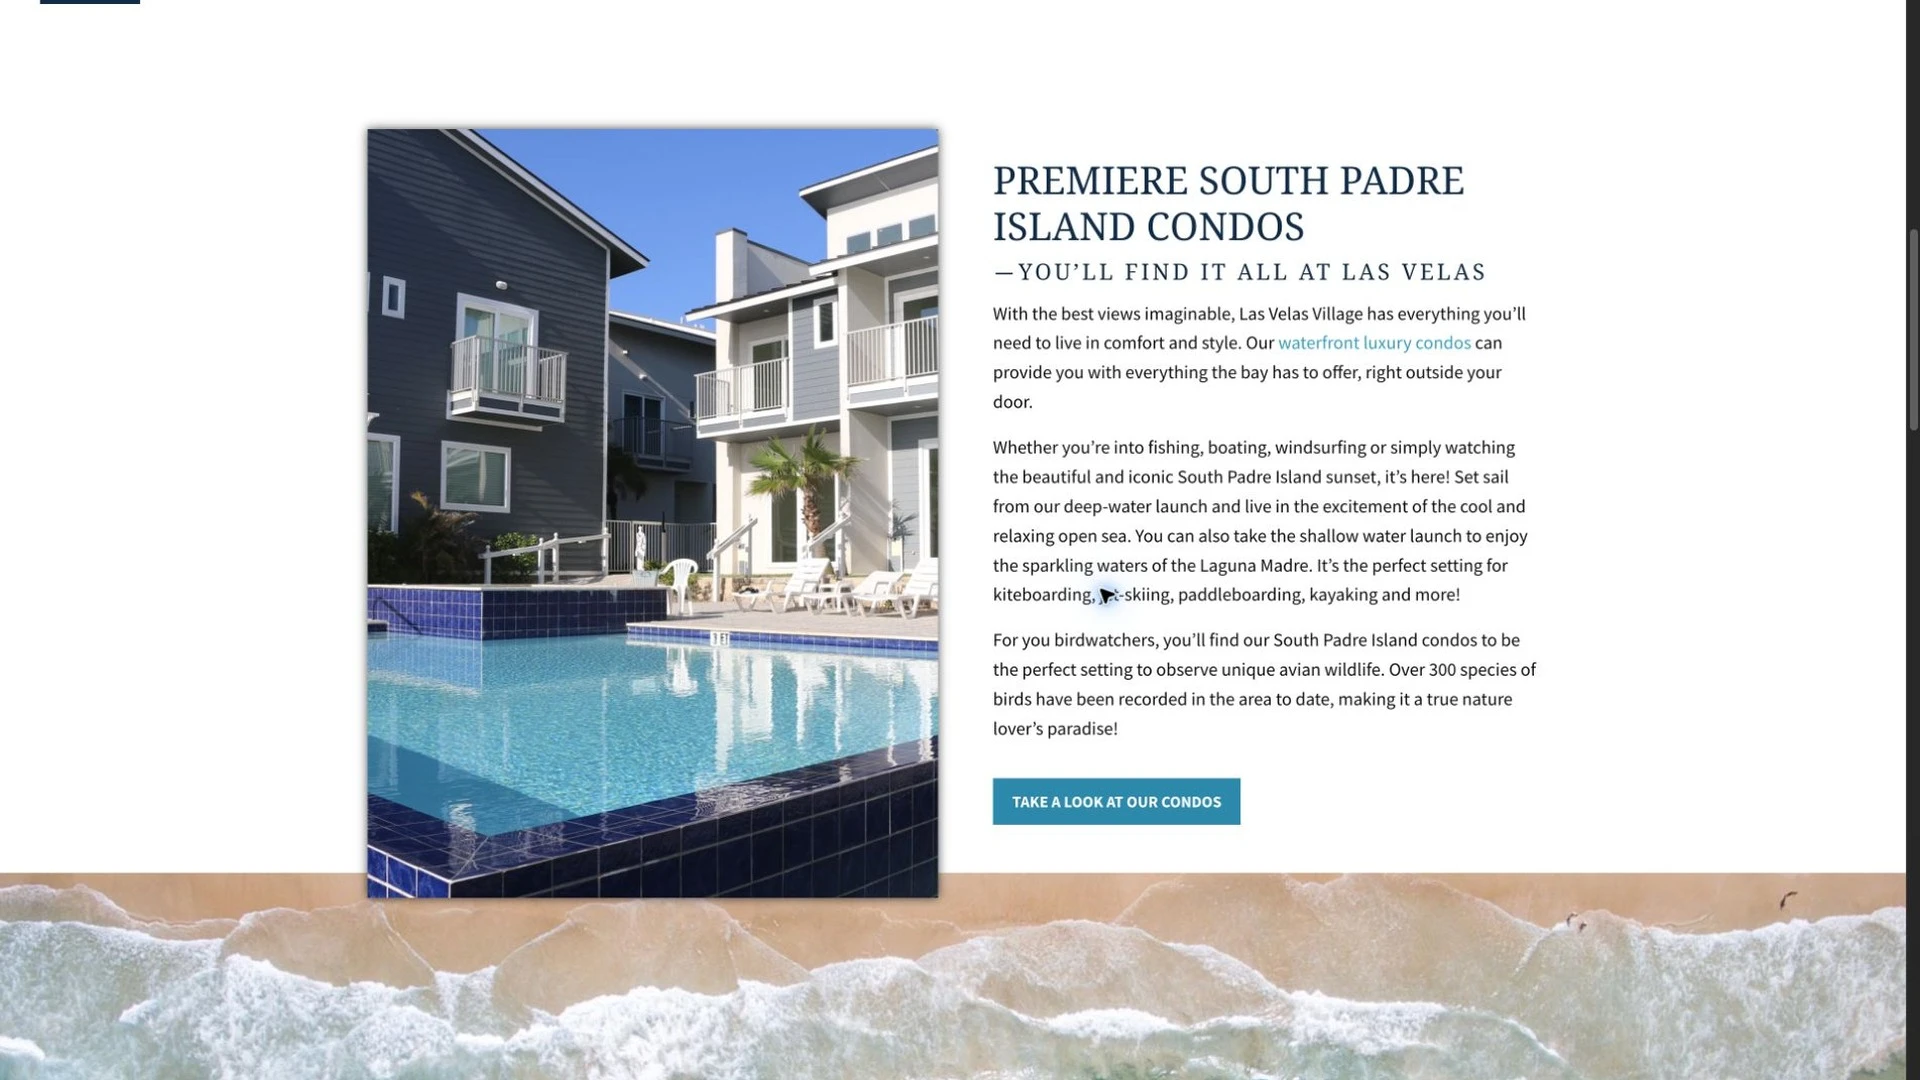 PREMIERE SOUTH PADRE
ISLAND CONDOS
—YOU’LL FIND IT ALL AT LAS VELAS
With the best views imaginable, Las Velas Village has everything you’ll
need to live in comfort and style. Our waterfront luxury condos can
provide you with everything the bay has to offer, right outside your
door.
Whether you’re into fishing, boating, windsurfing or simply watching
the beautiful and iconic South Padre Island sunset, it’s here! Set sail
from our deep-water launch and live in the excitement of the cool and
relaxing open sea. You can also take the shallow water launch to enjoy
the sparkling waters of the Laguna Madre. It’s the perfect setting for
kiteboarding, -skiing, paddleboarding, kayaking and more!
For you birdwatchers, you’ll find our South Padre Island condos to be
the perfect setting to observe unique avian wildlife. Over 300 species of
birds have been recorded in the area to date, making it a true nature
lover’s paradise!
TAKE A LOOK AT OUR CONDOS
3 FT